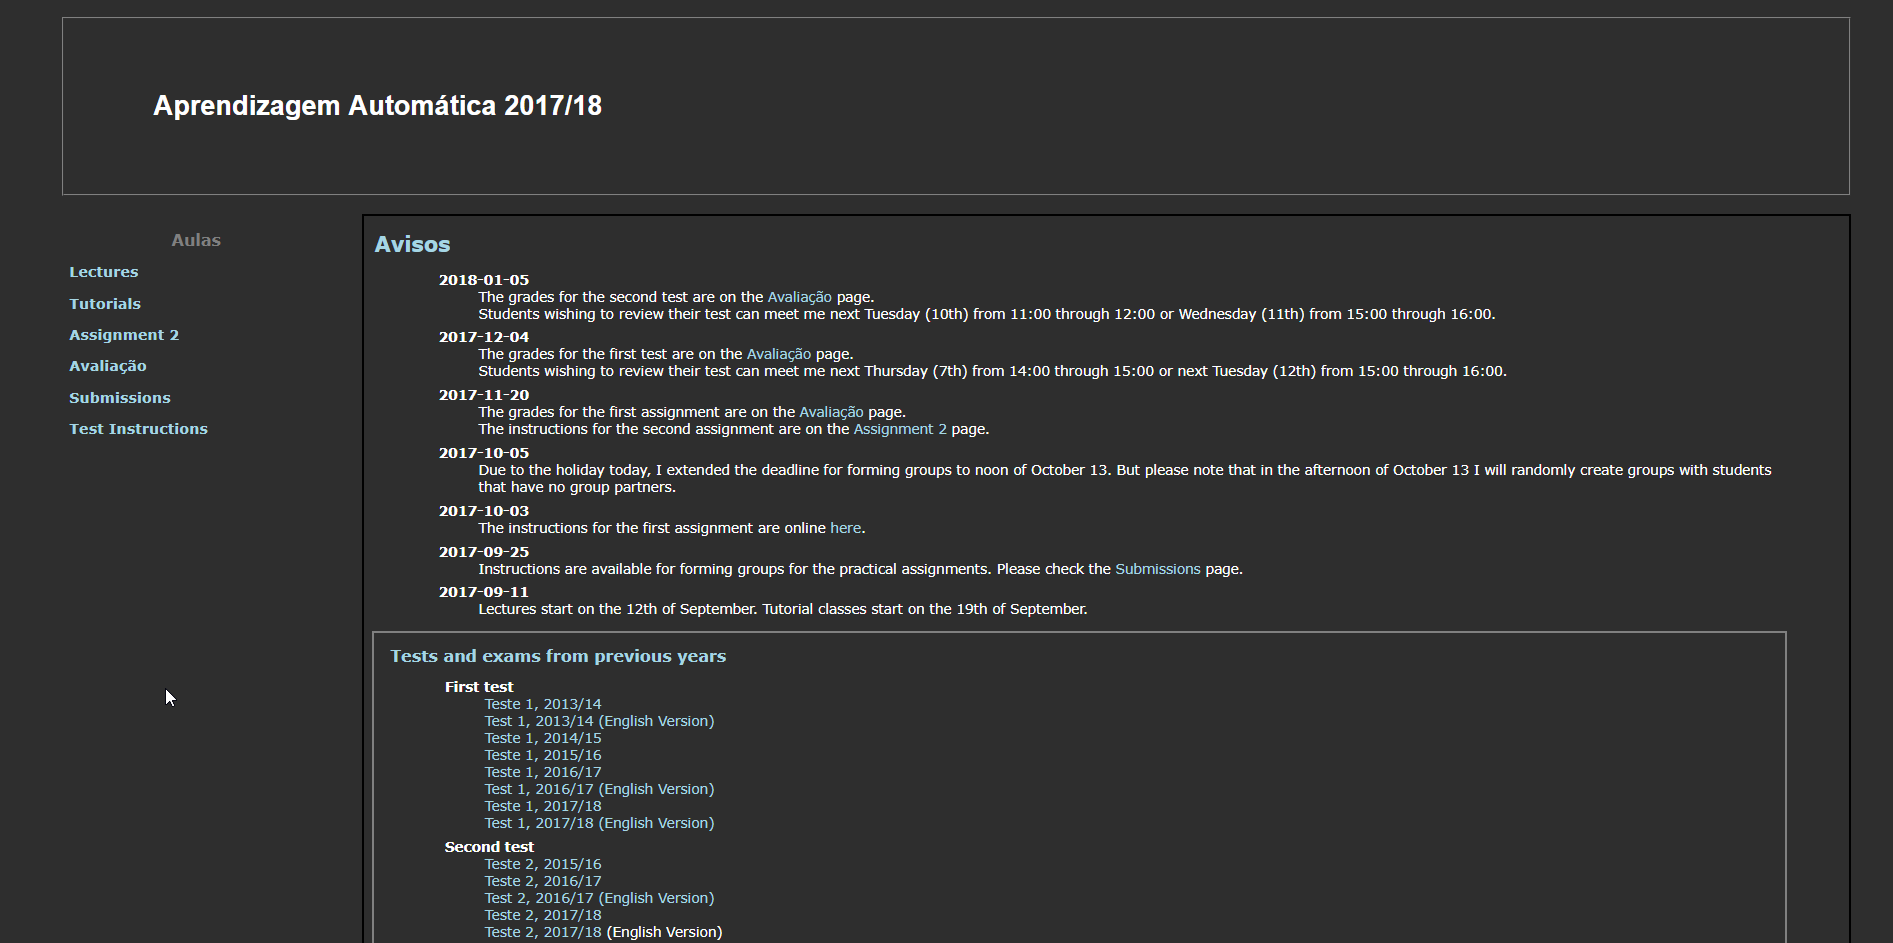 Aprendizagem Automática 2017/18
Aulas
Lectures
Tutorials
Assignment 2
Avaliação
Submissions
Test Instructions
Avisos
2018-01-05
The grades for the second test are on the Avaliação page.
Students wishing to review their test can meet me next Tuesday (10th) from 11:00 through 12:00 or Wednesday (11th) from 15:00 through 16:00.
2017-12-04
The grades for the first test are on the Avaliação page.
Students wishing to review their test can meet me next Thursday (7th) from 14:00 through 15:00 or next Tuesday (12th) from 15:00 through 16:00.
2017-11-20
The grades for the first assignment are on the Avaliação page.
The instructions for the second assignment are on the Assignment 2 page.
2017-10-05
Due to the holiday today, I extended the deadline for forming groups to noon of October 13. But please note that in the afternoon of October 13 I will randomly create groups with students
that have no group partners.
2017-10-03
The instructions for the first assignment are online here.
2017-09-25
Instructions are available for forming groups for the practical assignments. Please check the Submissions page.
2017-09-11
Lectures start on the 12th of September. Tutorial classes start on the 19th of September.
Tests and exams from previous years
First test
Teste 1, 2013/14
Test 1, 2013/14 (English Version)
Teste 1, 2014/15
Teste 1, 2015/16
Teste 1, 2016/17
Test 1, 2016/17 (English Version)
Teste 1, 2017/18
Test 1, 2017/18 (English Version)
Second test
Teste 2, 2015/16
Teste 2, 2016/17
Test 2, 2016/17 (English Version)
Teste 2, 2017/18
Teste 2, 2017/18 (English Version)